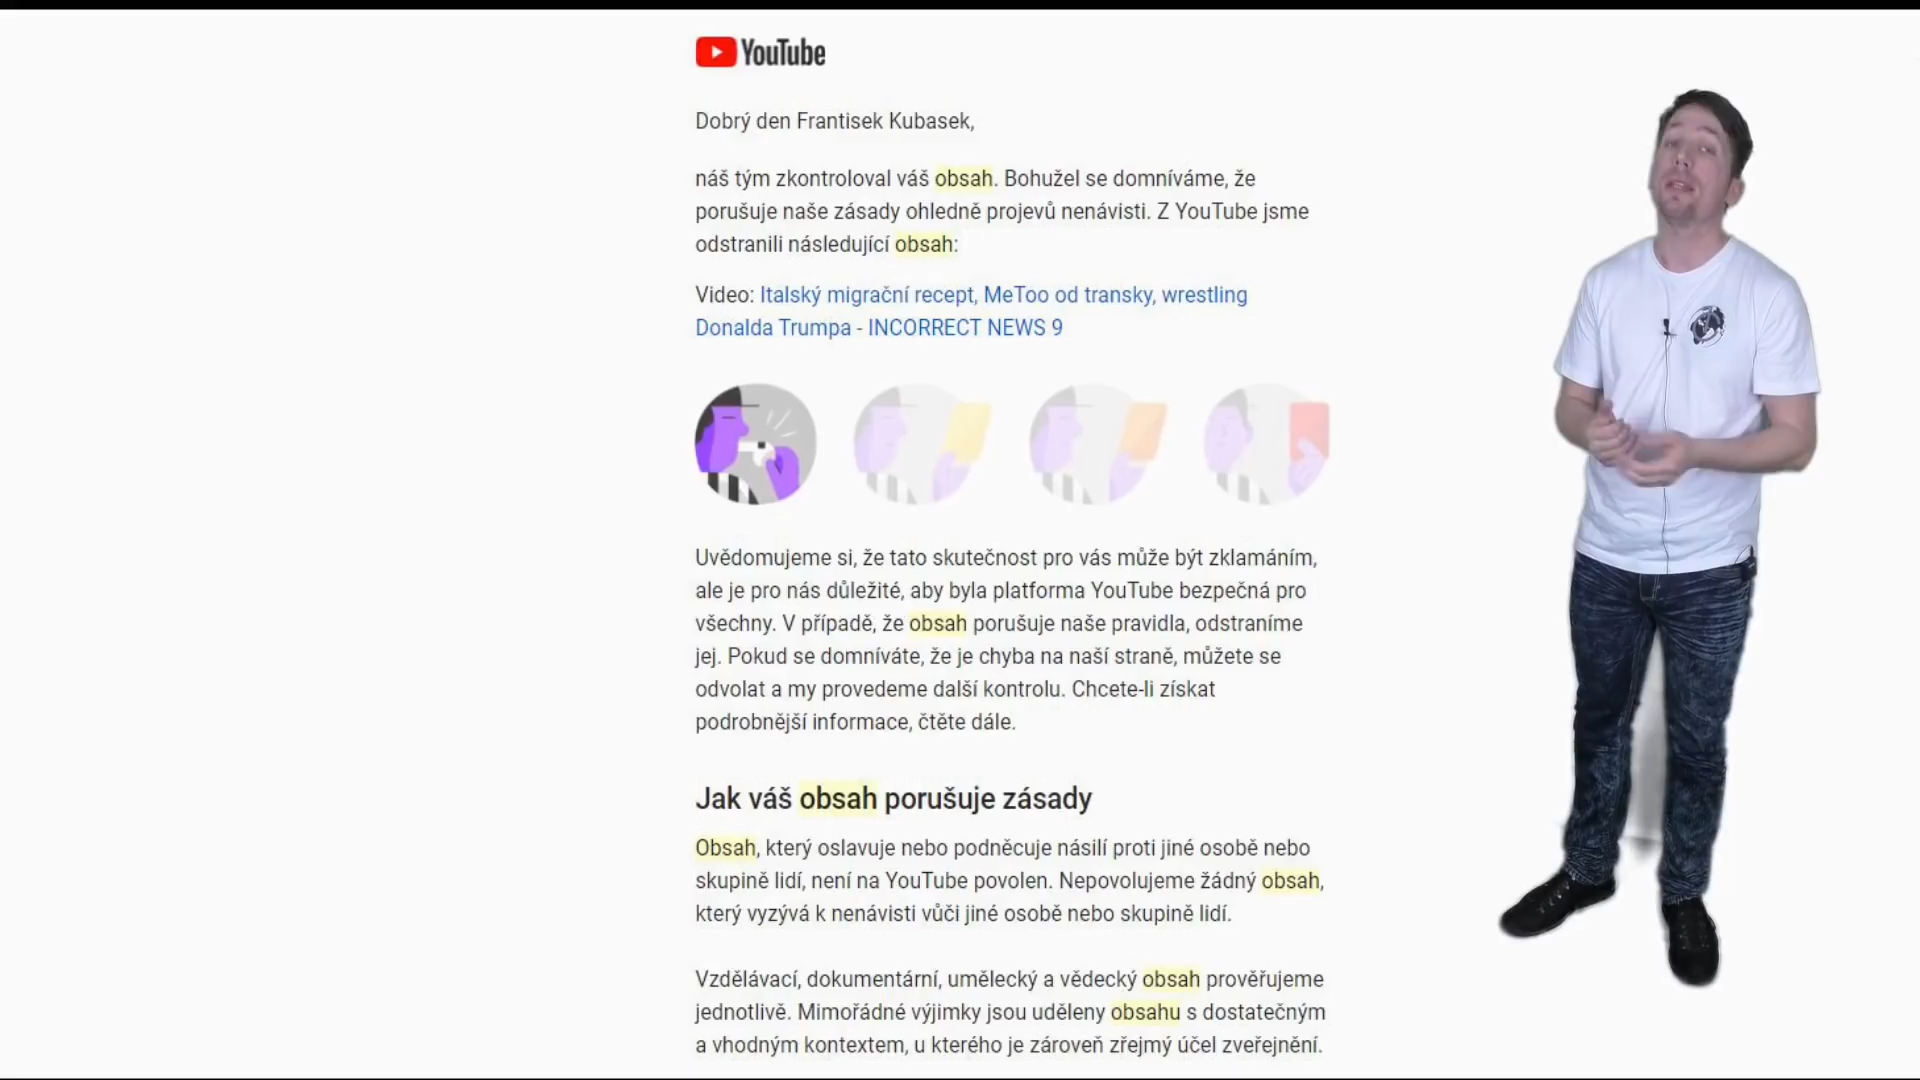 YouTube
Dobrý den Frantisek Kubasek,
náš tým zkontroloval váš obsah. Bohužel se domníváme, že
porušuje naše zásady ohledně projevů nenávisti. Z YouTube jsme
odstranili následující obsah:
Video: Italský migrační recept, MeToo od transky, wrestling
Donalda Trumpa - INCORRECT NEWS 9
Uvědomujeme si, že tato skutečnost pro vás může být zklamáním,
ale je pro nás důležité, aby byla platforma YouTube bezpečná pro
všechny. V případě, že obsah porušuje naše pravidla, odstraníme
jej. Pokud se domníváte, že je chyba na naší straně, můžete se
odvolat a my provedeme další kontrolu. Chcete-li získat
podrobnější informace, čtěte dále.
Jak váš obsah porušuje zásady
Obsah, který oslavuje nebo podněcuje násilí proti jiné osobě nebo
skupině lidí, není na YouTube povolen. Nepovolujeme žádný obsah,
který vyzývá k nenávisti vůči jiné osobě nebo skupině lidí.
Vzdělávací, dokumentární, umělecký a vědecký obsah prověřujeme
jednotlivě. Mimořádné výjimky jsou uděleny obsahu s dostatečným
a vhodným kontextem, u kterého je zároveň zřejmý účel zveřejnění.